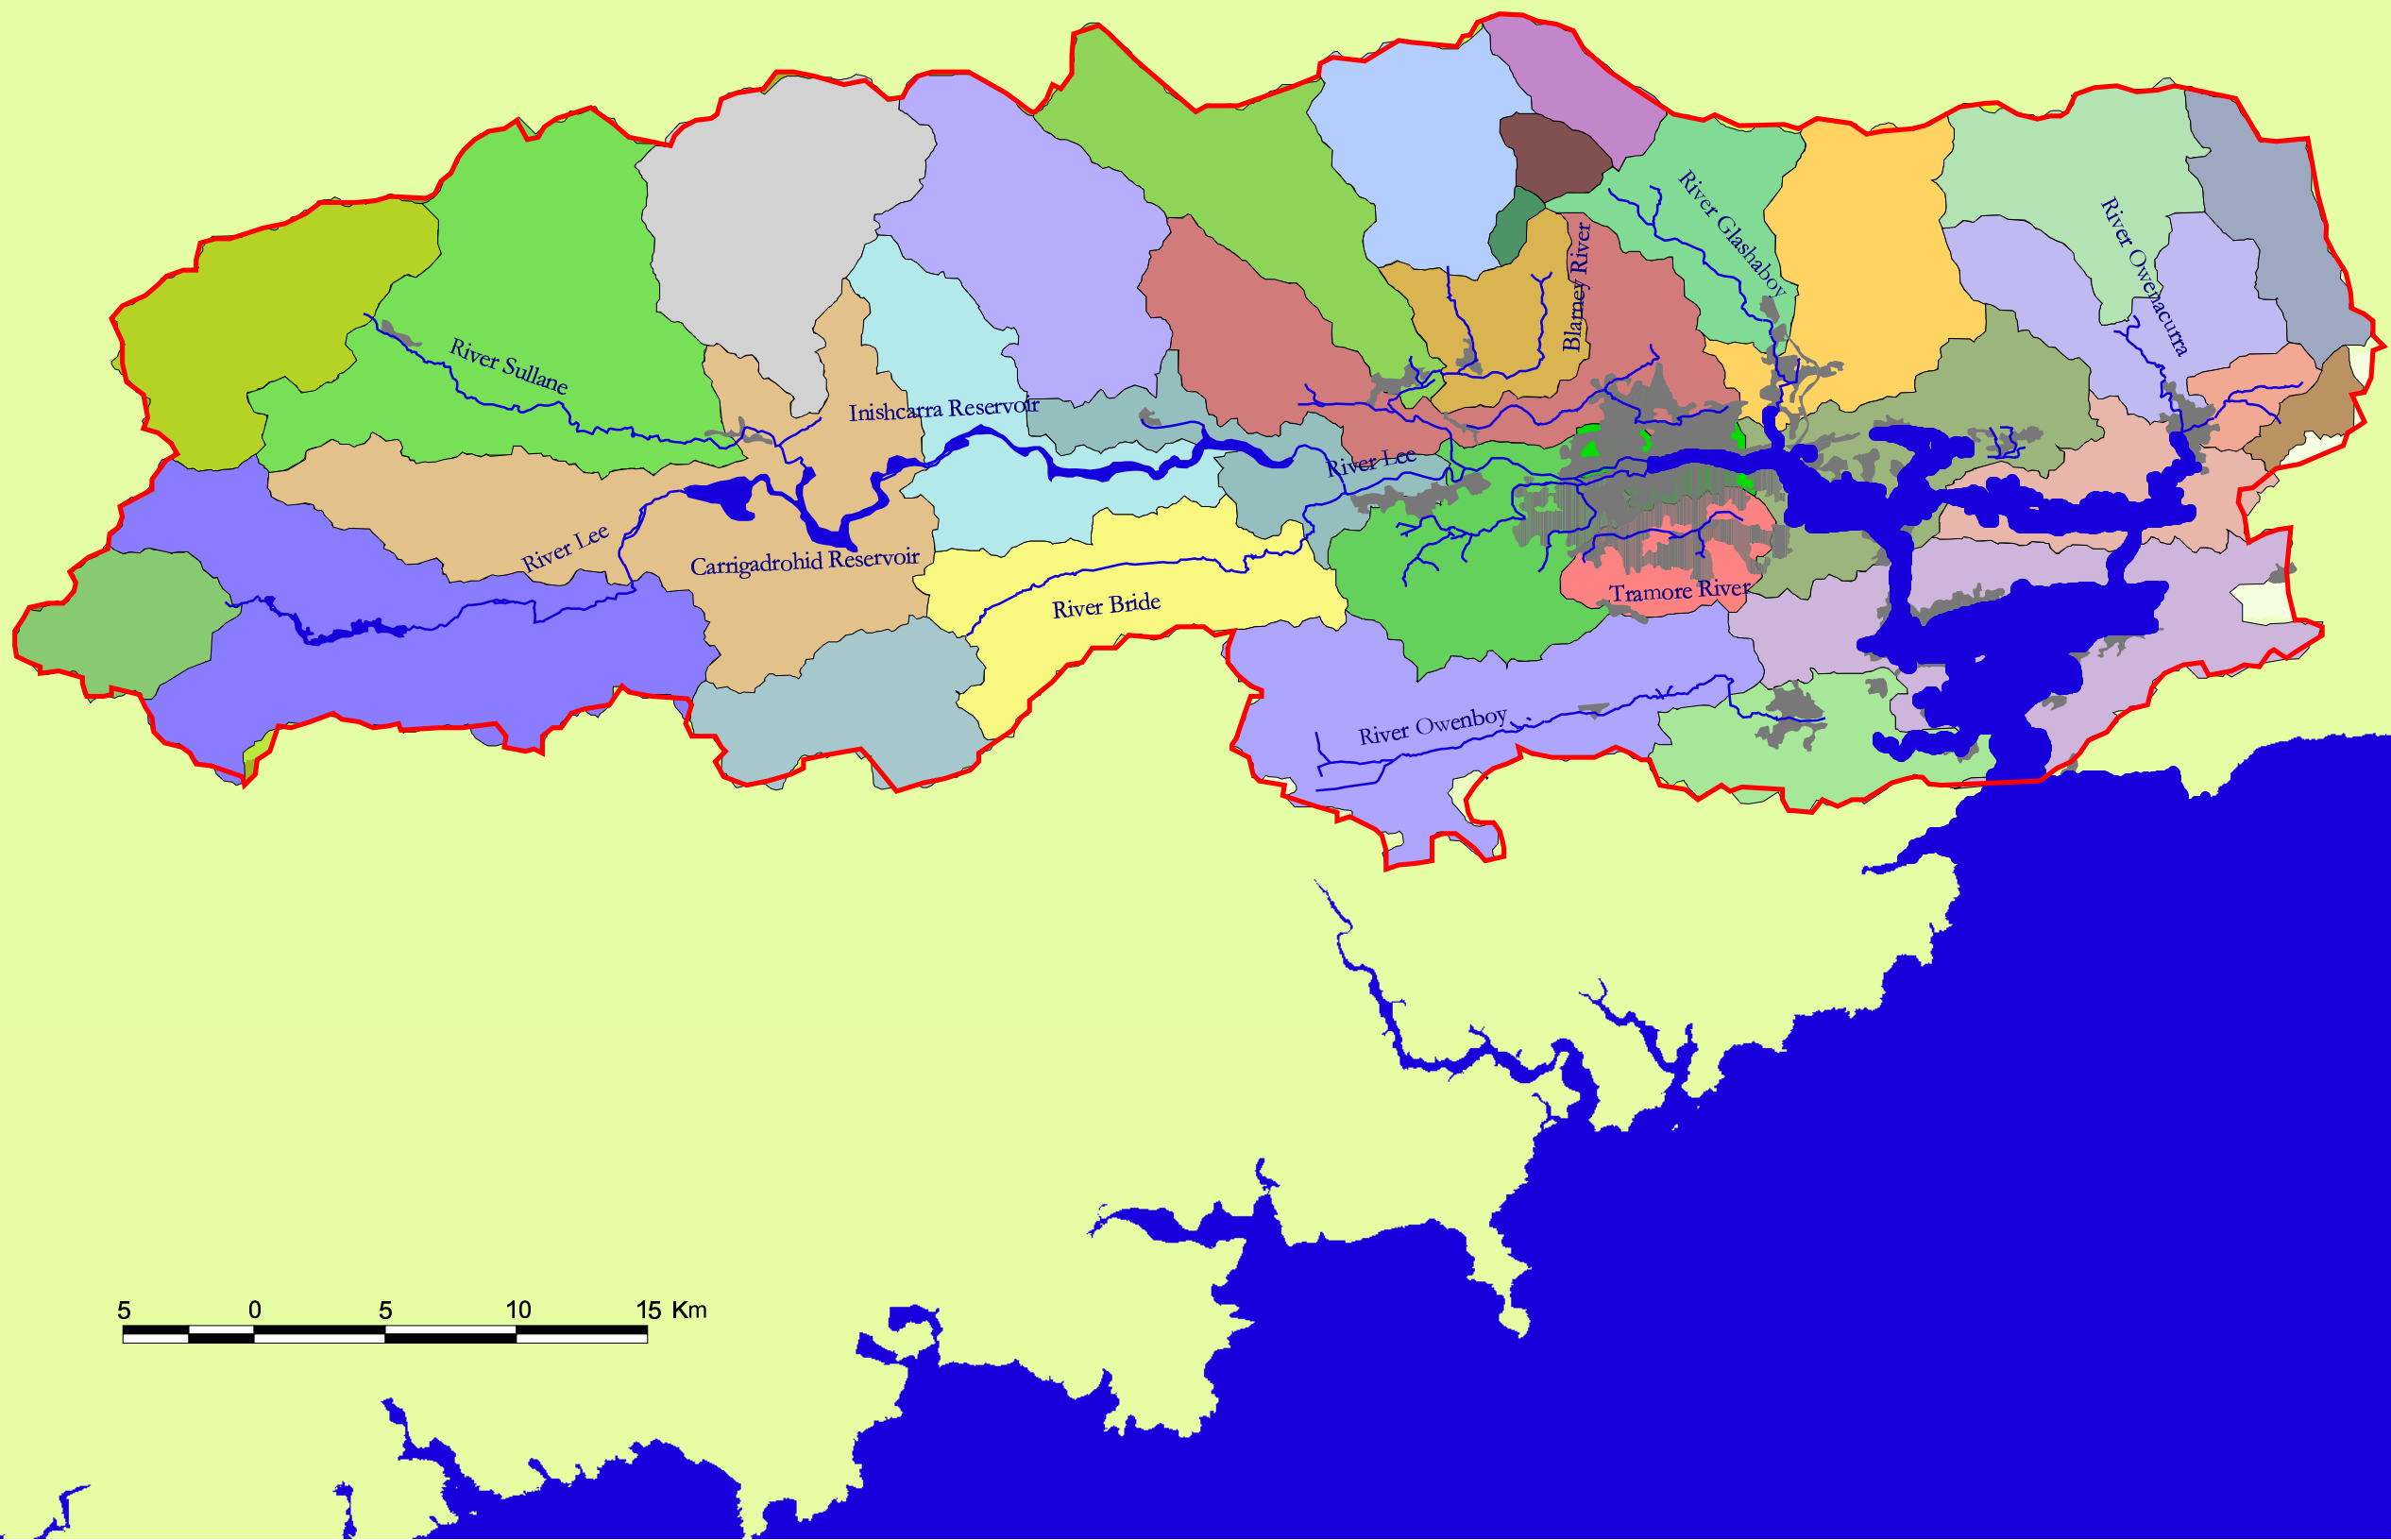 River Glashaboy
River Owenacurra
Blarney River
River Sullane
Inishcarra Reservoir
River Lee
River Lee
Carrigadrohid Reservoir
River Bride
Tramore River
River Owenboy
5 0 5 10 15 Km